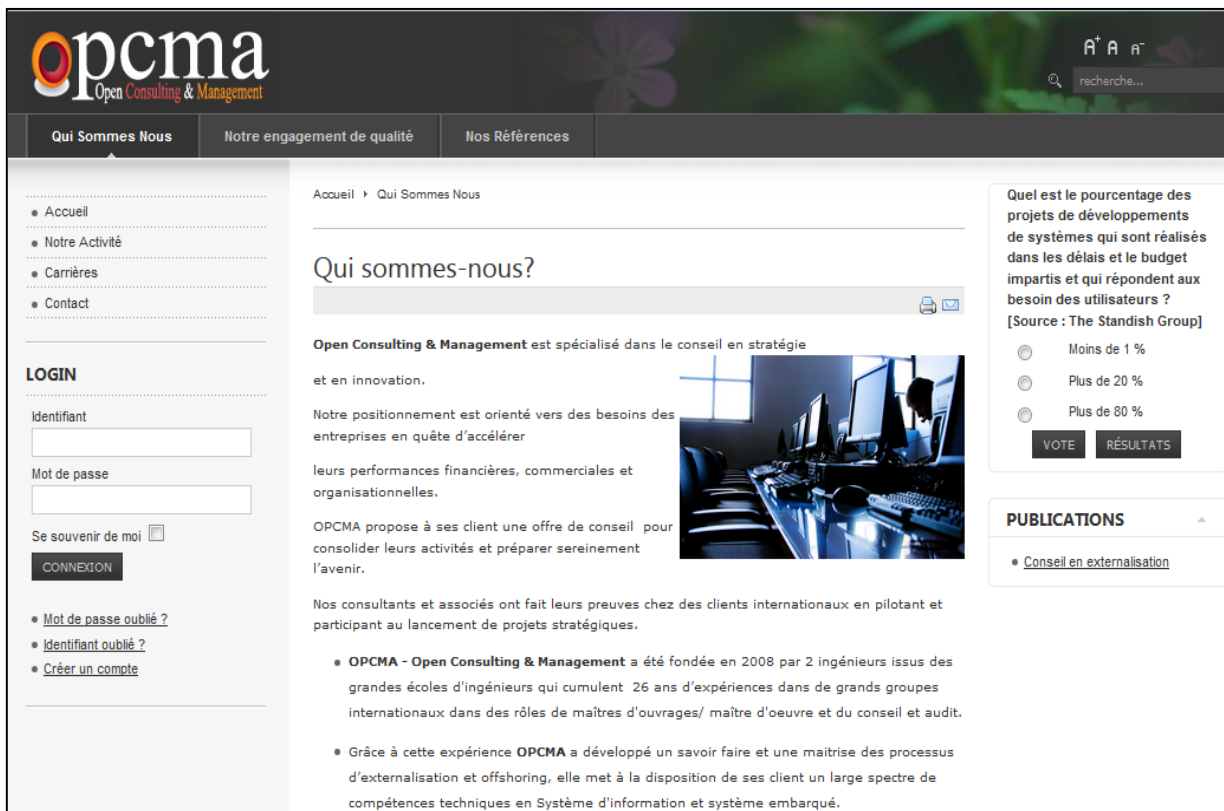 opcma
Open Consulting & Management
A+ A A-
recherche...
Qui Sommes Nous
Notre engagement de qualité
Nos Références
Accueil
Notre Activité
Carrières
Contact
LOGIN
Identifiant
Mot de passe
Se souvenir de moi
CONNEXION
Mot de passe oublié ?
Identifiant oublié ?
Créer un compte
Accueil Qui Sommes Nous
Qui sommes-nous?
Open Consulting & Management est spécialisé dans le conseil en stratégie
et en innovation.
Notre positionnement est orienté vers des besoins des
entreprises en quête d’accélérer
leurs performances financières, commerciales et
organisationnelles.
OPCMA propose à ses client une offre de conseil pour
consolider leurs activités et préparer sereinement
l’avenir.
Nos consultants et associés ont fait leurs preuves chez des clients internationaux en pilotant et
participant au lancement de projets stratégiques.
OPCMA - Open Consulting & Management a été fondée en 2008 par 2 ingénieurs issus des
grandes écoles d'ingénieurs qui cumulent 26 ans d’expériences dans de grands groupes
internationaux dans des rôles de maîtres d'ouvrages/ maître d'oeuvre et du conseil et audit.
Grâce à cette expérience OPCMA a développé un savoir faire et une maitrise des processus
d’externalisation et offshoring, elle met à la disposition de ses client un large spectre de
compétences techniques en Système d'information et système embarqué.
Quel est le pourcentage des
projets de développements
de systèmes qui sont réalisés
dans les délais et le budget
impartis et qui répondent aux
besoin des utilisateurs ?
[Source : The Standish Group]
Moins de 1 %
Plus de 20 %
Plus de 80 %
VOTE
RÉSULTATS
PUBLICATIONS
Conseil en externalisation